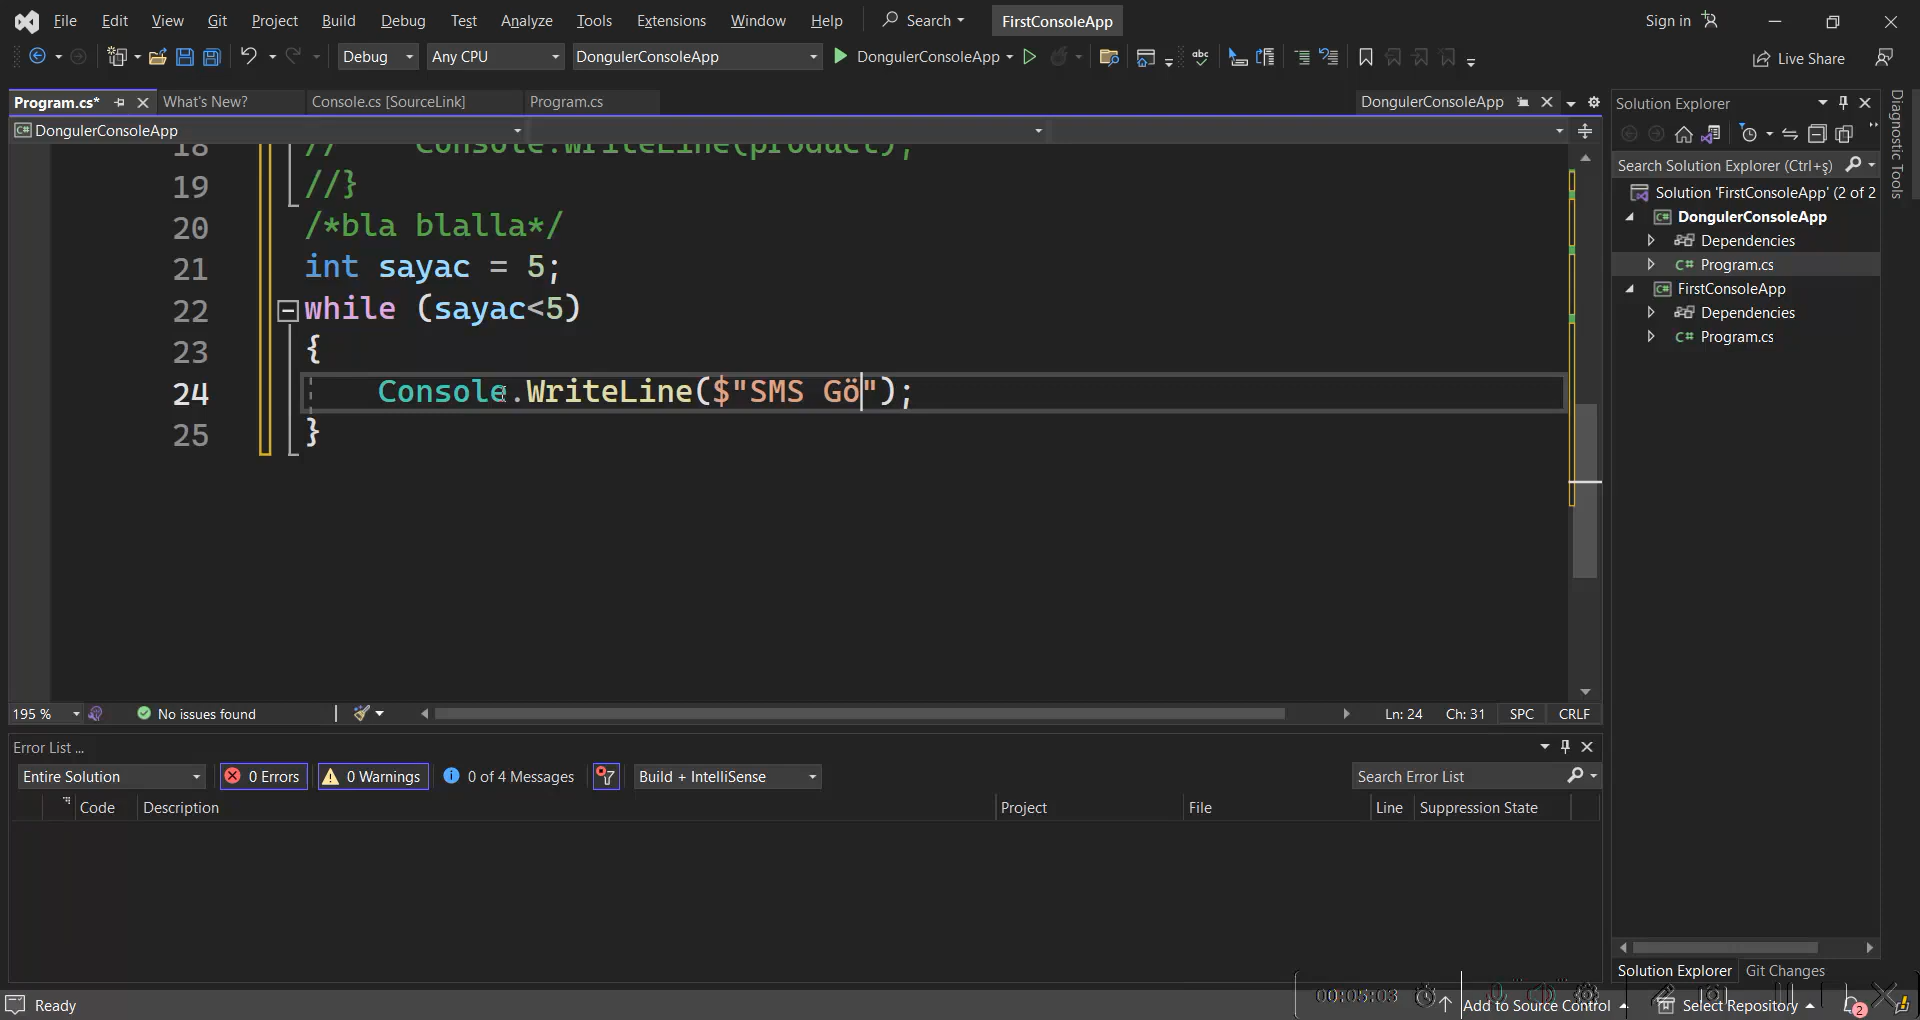 File Edit View Git Project Build Debug Test Analyze Tools Extensions Window Help Search FirstConsoleApp Sign in
Debug Any CPU DongulerConsoleApp DongulerConsoleApp Live Share
Program.cs* What's New? Console.cs [SourceLink] Program.cs DongulerConsoleApp
DongulerConsoleApp
18 // Console.WriteLine(product);
19 //}
20 /*bla blalla*/
21 int sayac = 5;
22 while (sayac<5)
23 {
24 Console.WriteLine($"SMS Gö");
25 }
195 % No issues found Ln: 24 Ch: 31 SPC CRLF
Error List ...
Entire Solution 0 Errors 0 Warnings 0 of 4 Messages Build + IntelliSense Search Error List
Code Description Project File Line Suppression State
Solution Explorer
Search Solution Explorer (Ctrl+ş)
Solution 'FirstConsoleApp' (2 of 2
C# DongulerConsoleApp
Dependencies
C# Program.cs
C# FirstConsoleApp
Dependencies
C# Program.cs
Solution Explorer Git Changes
Diagnostic Tools
Ready 00:05:03 Add to Source Control Select Repository 2